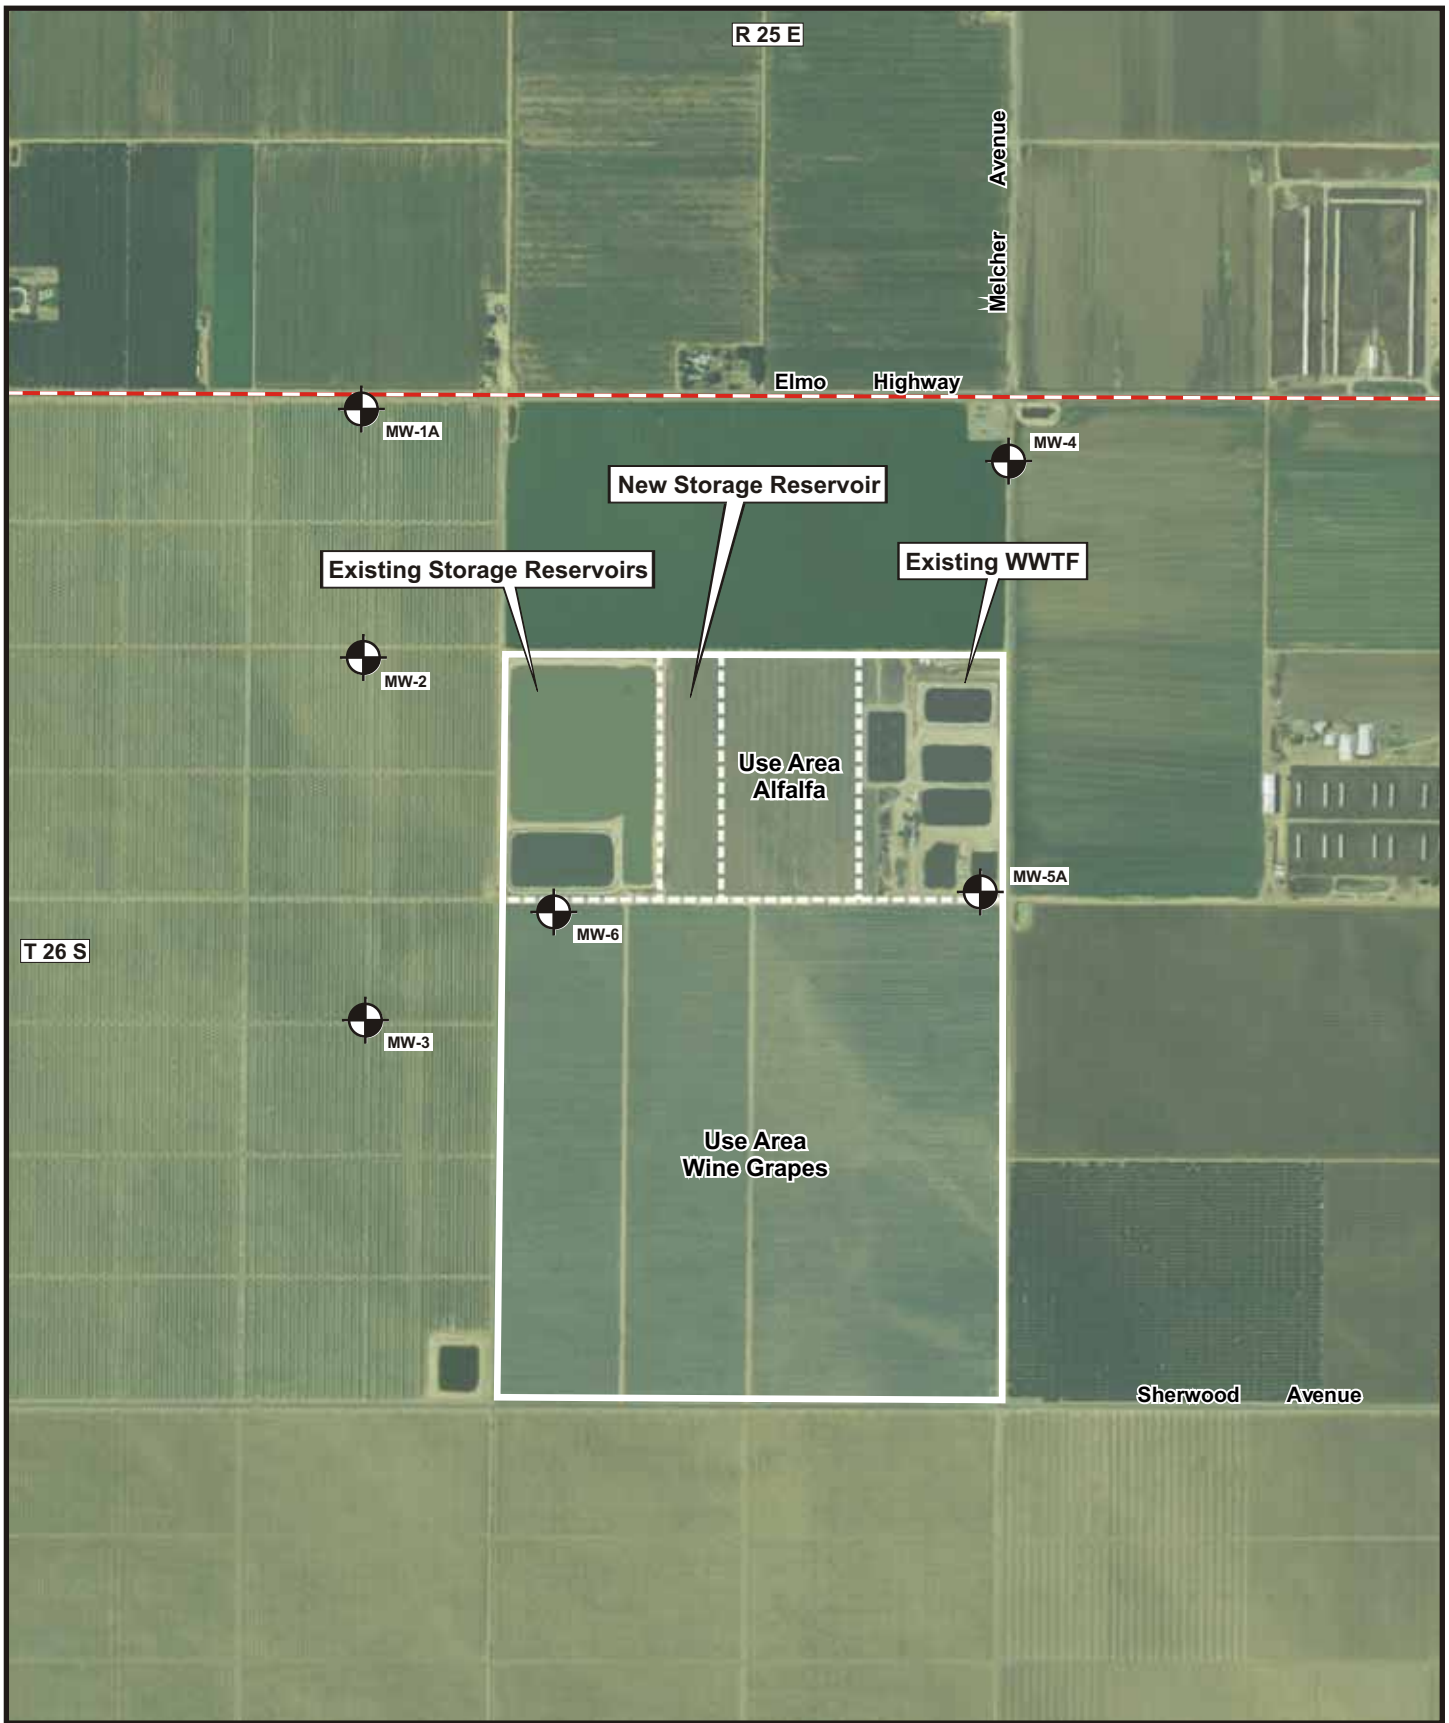 R 25 E
Melcher Avenue
Elmo Highway
MW-1A
MW-4
New Storage Reservoir
Existing WWTF
Existing Storage Reservoirs
MW-2
Use Area
Alfalfa
MW-5A
MW-6
T 26 S
MW-3
Use Area
Wine Grapes
Sherwood Avenue